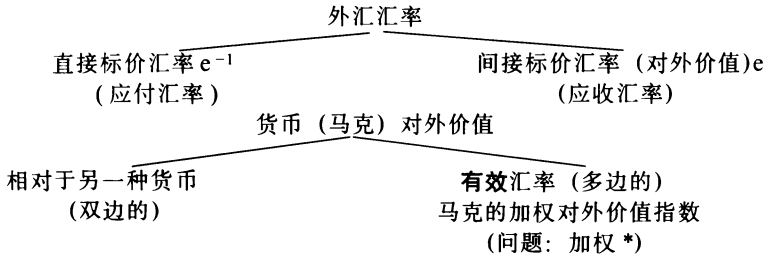 外汇汇率
直接标价汇率 e⁻¹ 间接标价汇率（对外价值)e
（应付汇率） （应收汇率）
货币（马克）对外价值
相对于另一种货币 有效汇率（多边的）
（双边的） 马克的加权对外价值指数
（问题：加权*）